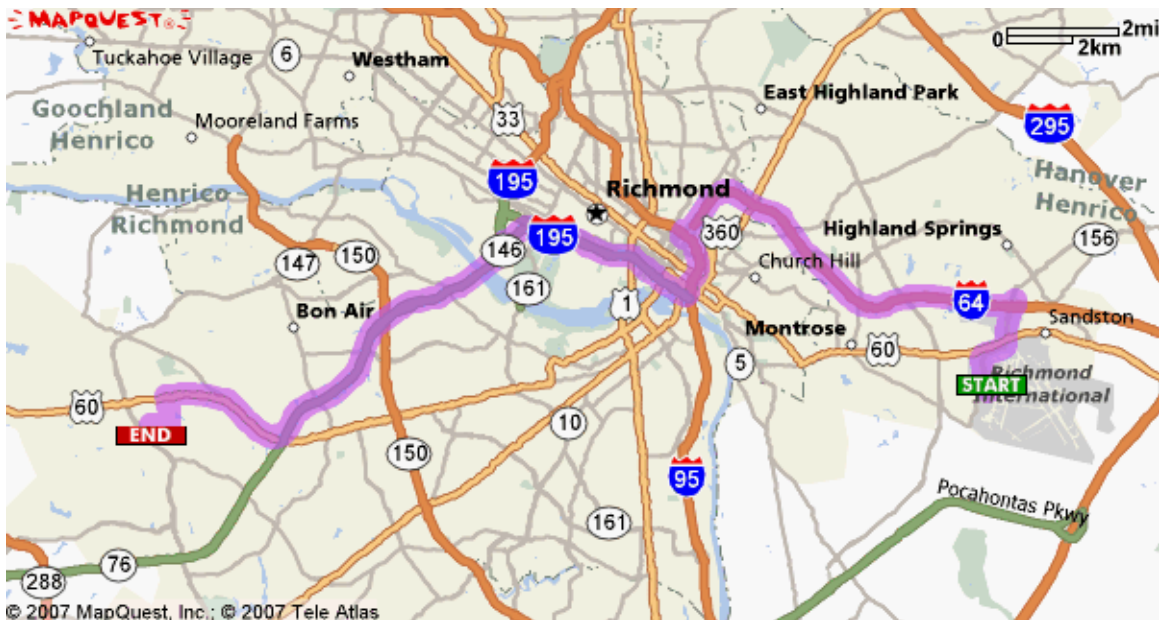 MAPQUEST®
0 2mi
2km
Tuckahoe Village
6
Westham
East Highland Park
33
295
Goochland
Henrico
Mooreland Farms
195
Richmond
Hanover
Henrico
Henrico
Richmond
360
Highland Springs
156
147
150
146
195
161
Church Hill
1
64
Sandston
Bon Air
Montrose
60
5
START
Richmond
International
60
END
10
150
95
161
Pocahontas Pkwy
76
288
© 2007 MapQuest, Inc.; © 2007 Tele Atlas